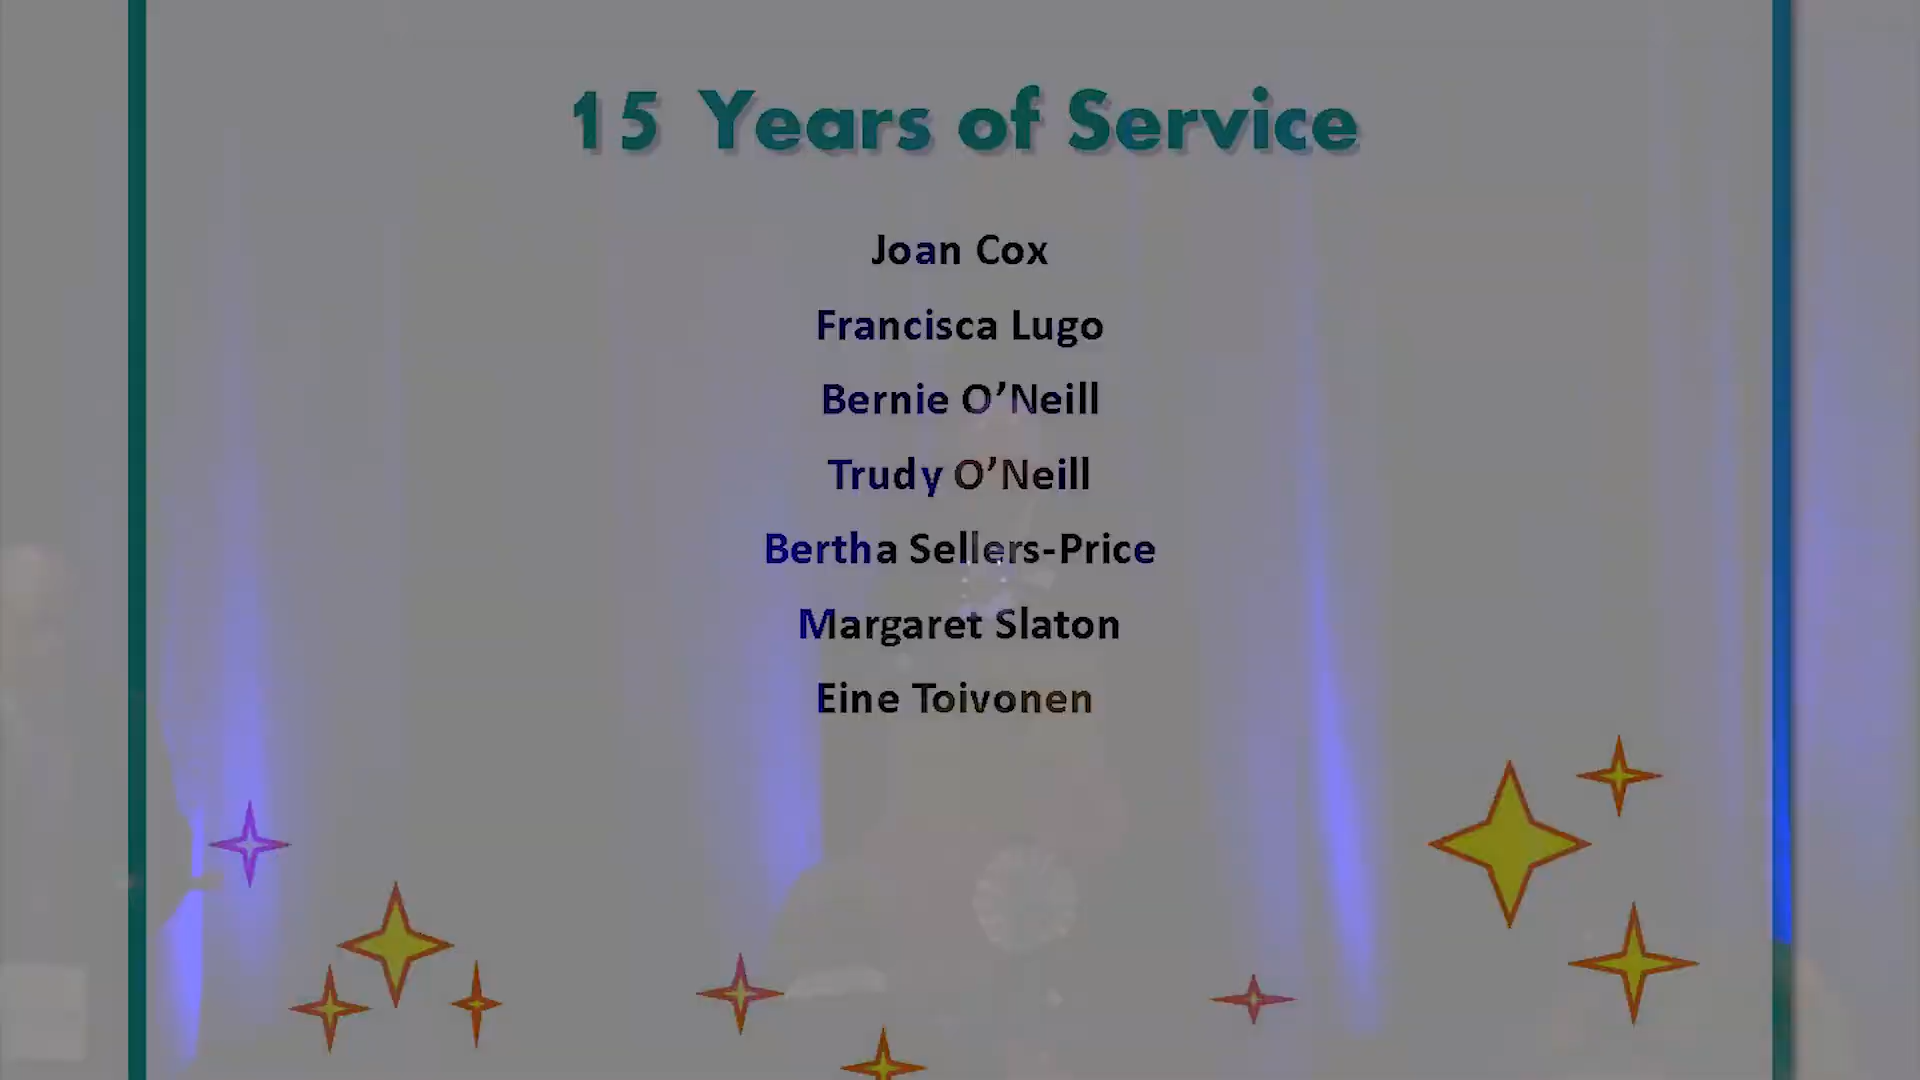 15 Years of Service
Joan Cox
Francisca Lugo
Bernie O’Neill
Trudy O’Neill
Bertha Sellers-Price
Margaret Slaton
Eine Toivonen